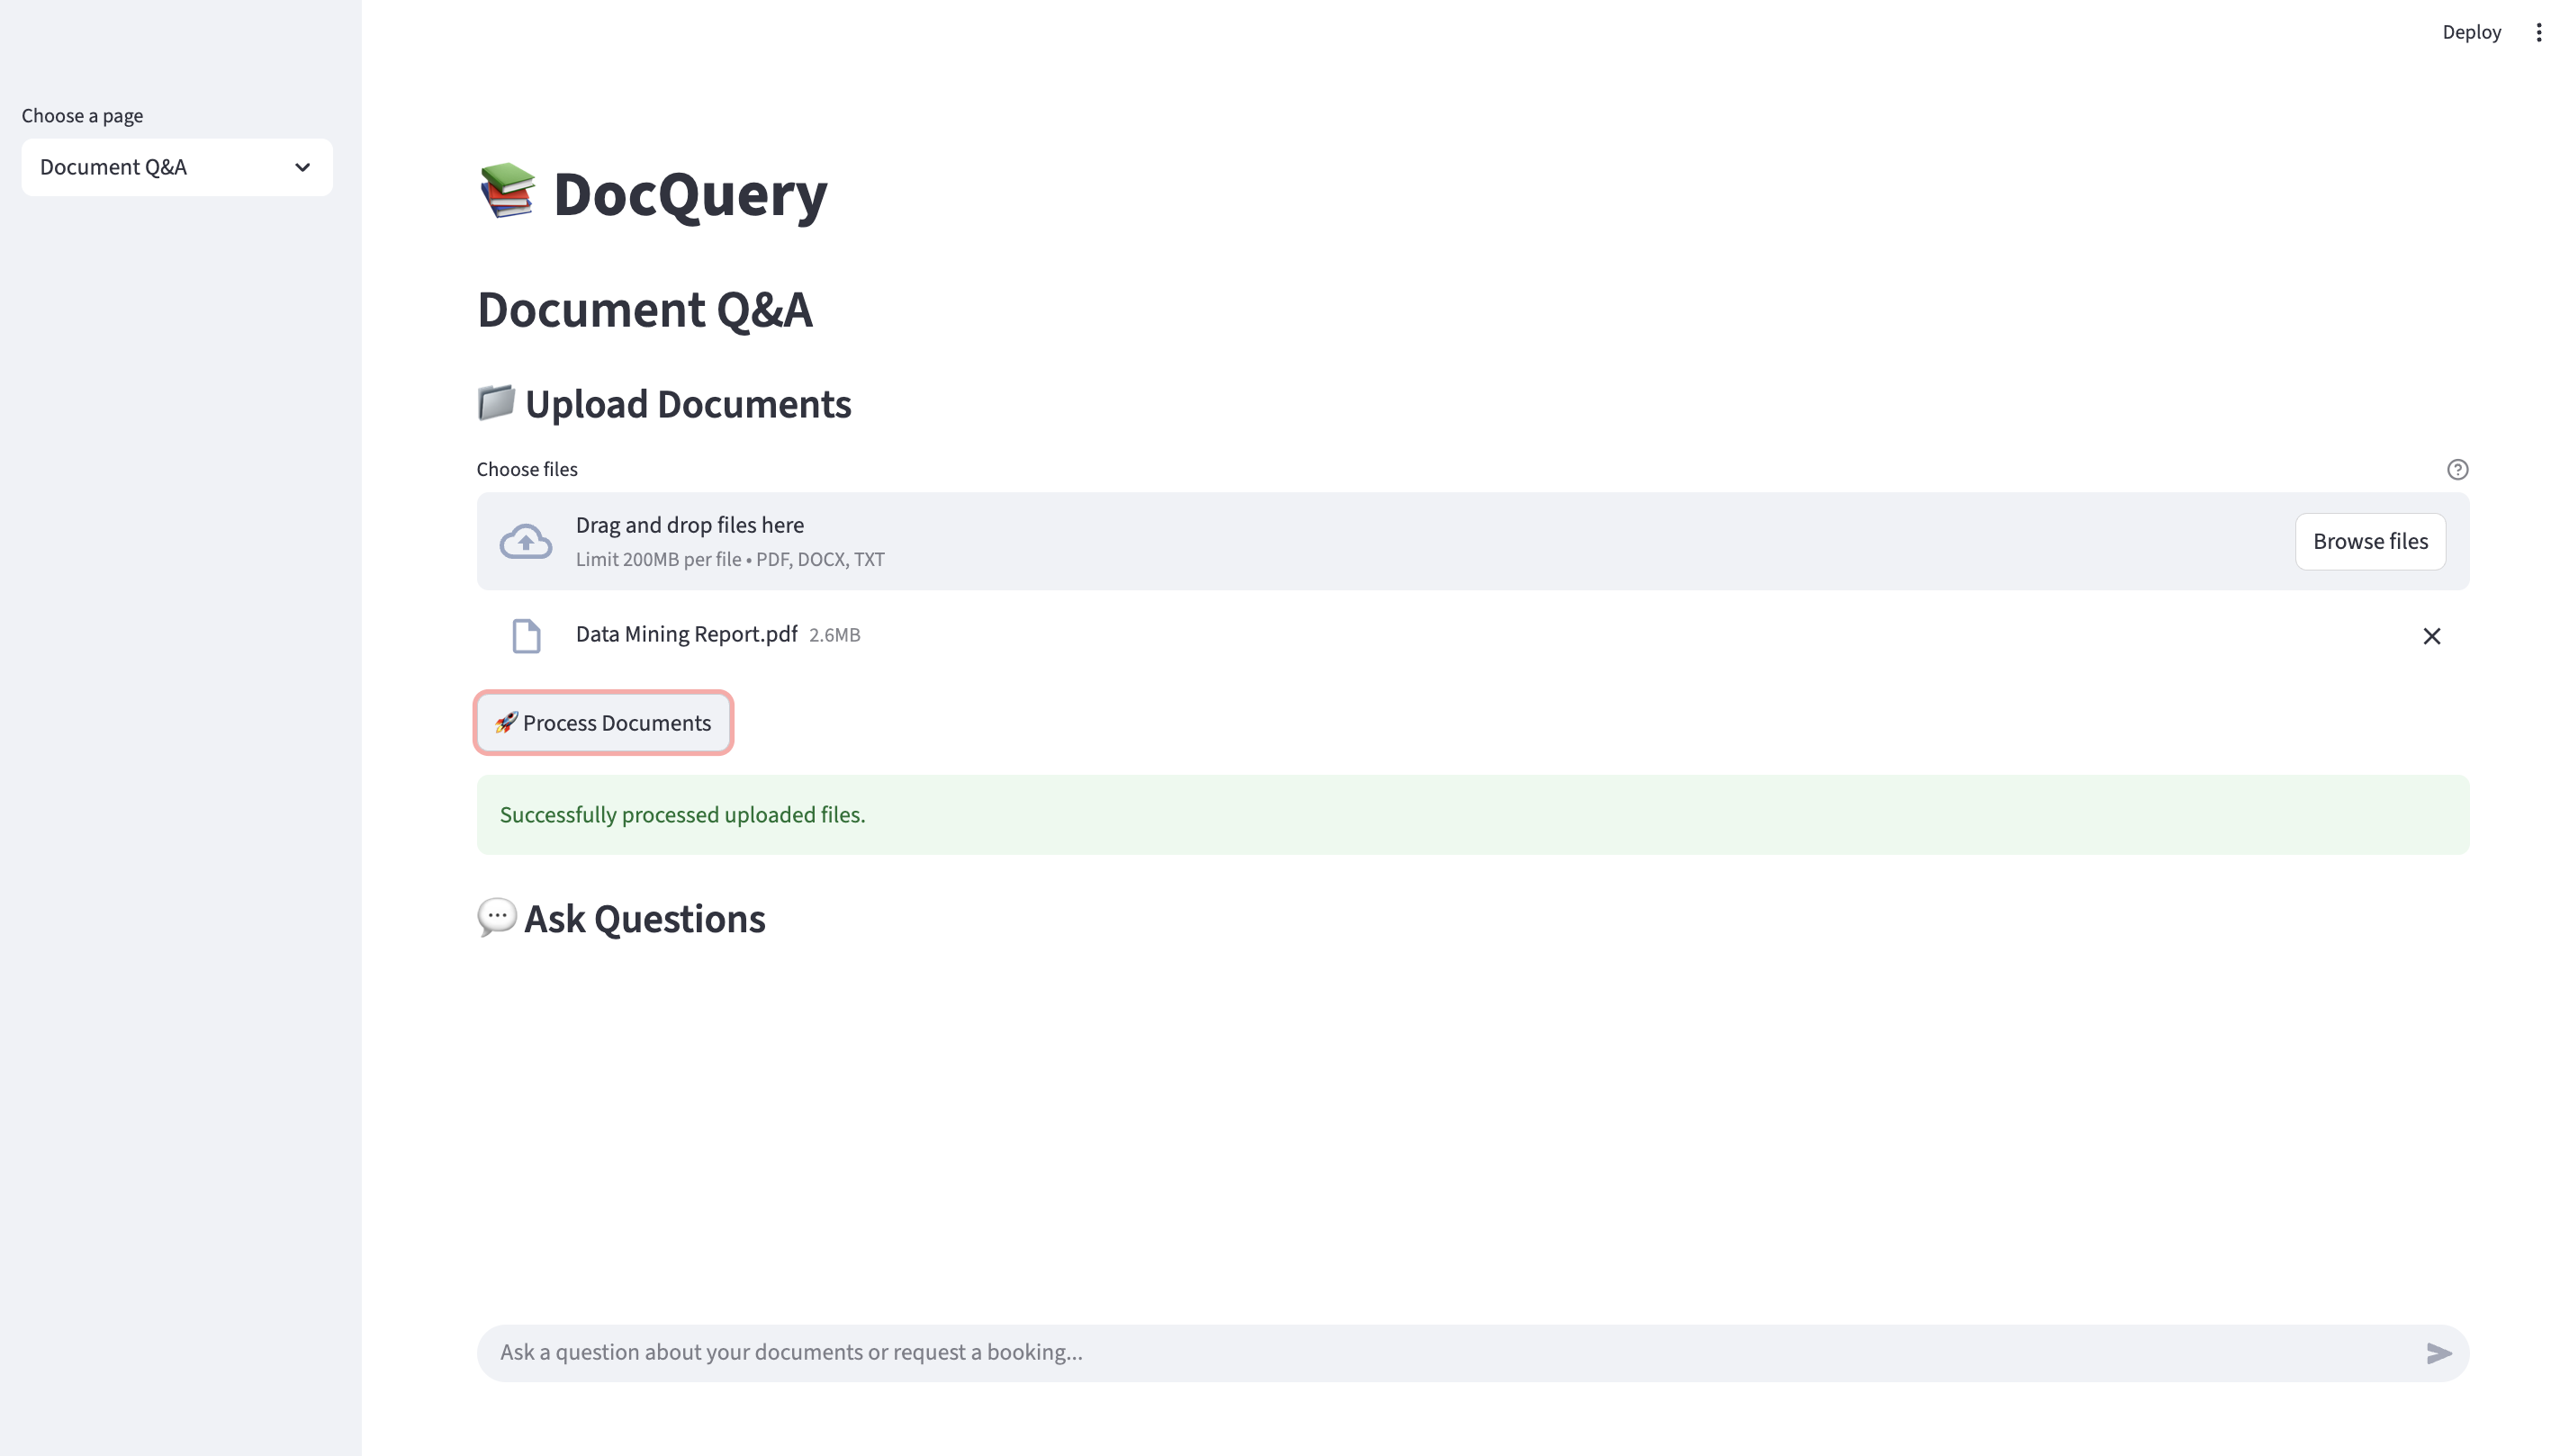 Deploy
Choose a page
Document Q&A
📚 DocQuery
Document Q&A
📁 Upload Documents
Choose files
Drag and drop files here
Limit 200MB per file • PDF, DOCX, TXT
Browse files
Data Mining Report.pdf 2.6MB
🚀 Process Documents
Successfully processed uploaded files.
💬 Ask Questions
Ask a question about your documents or request a booking...